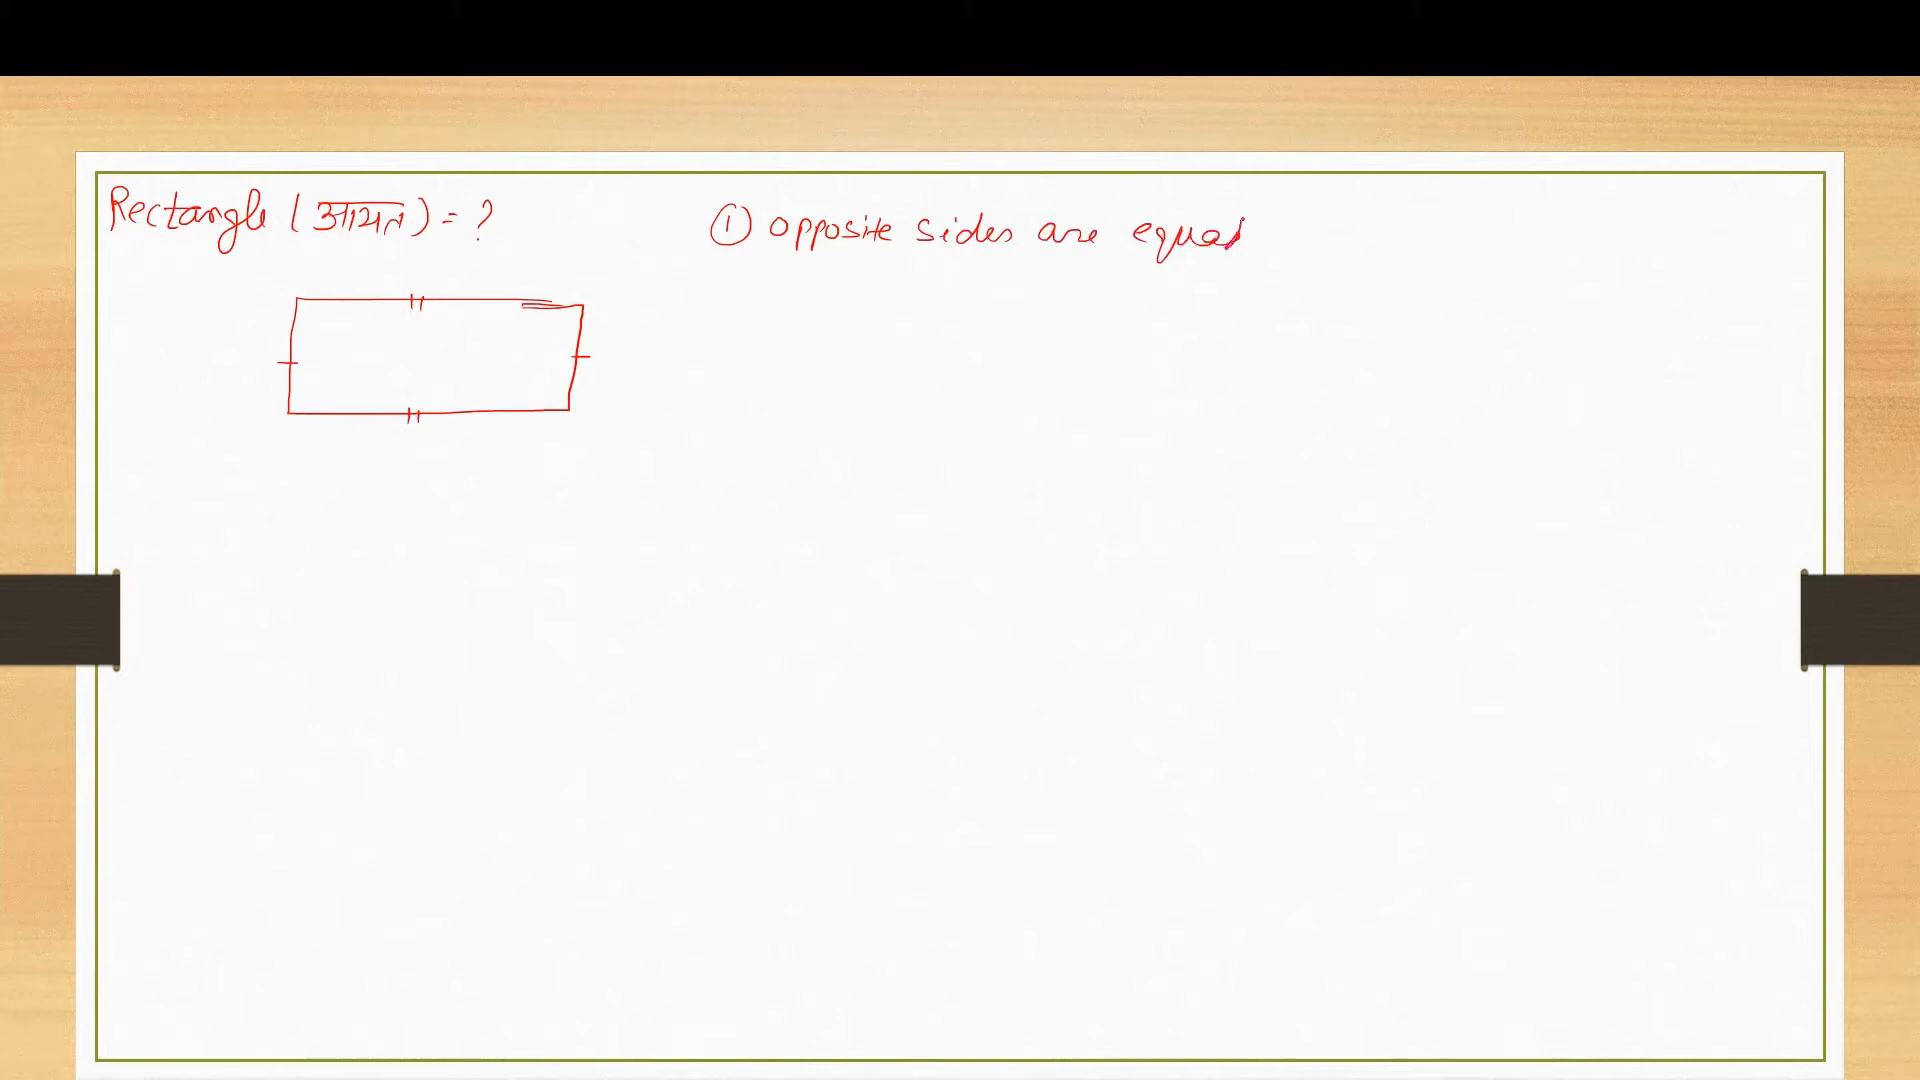 Rectangle (आयत) = ?
① opposite sides are equal